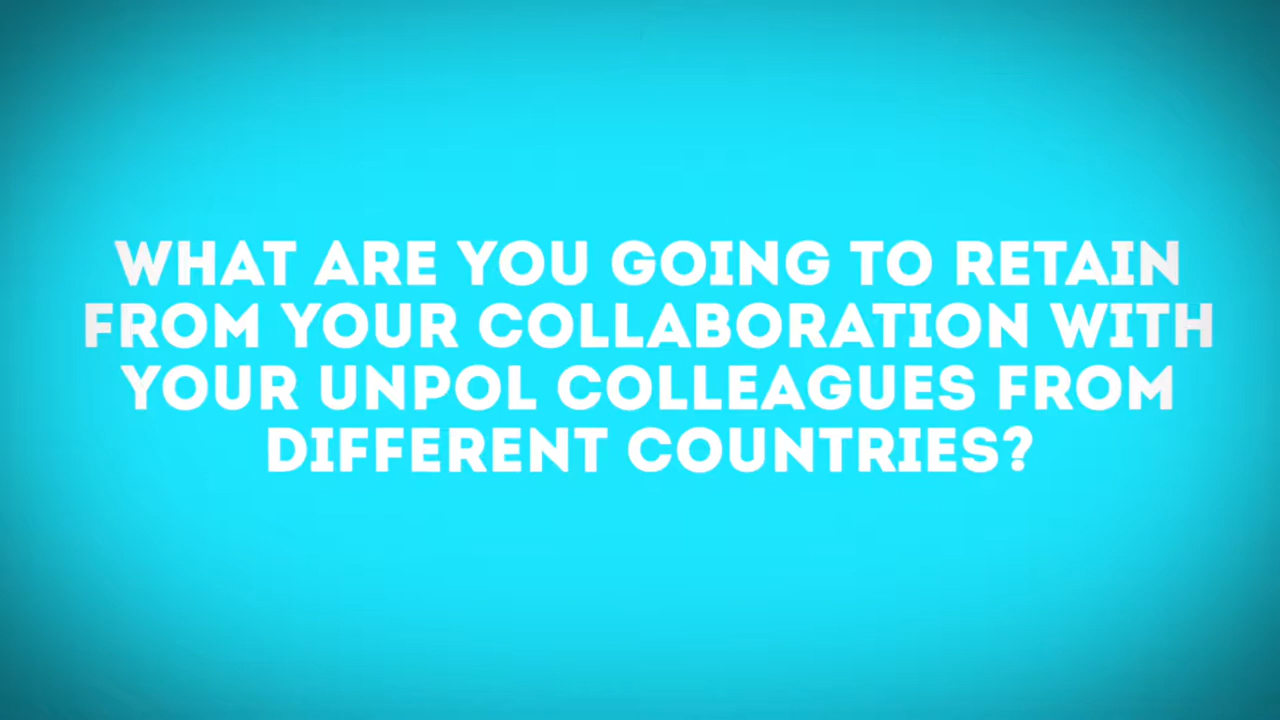 WHAT ARE YOU GOING TO RETAIN
FROM YOUR COLLABORATION WITH
YOUR UNPOL COLLEAGUES FROM
DIFFERENT COUNTRIES?